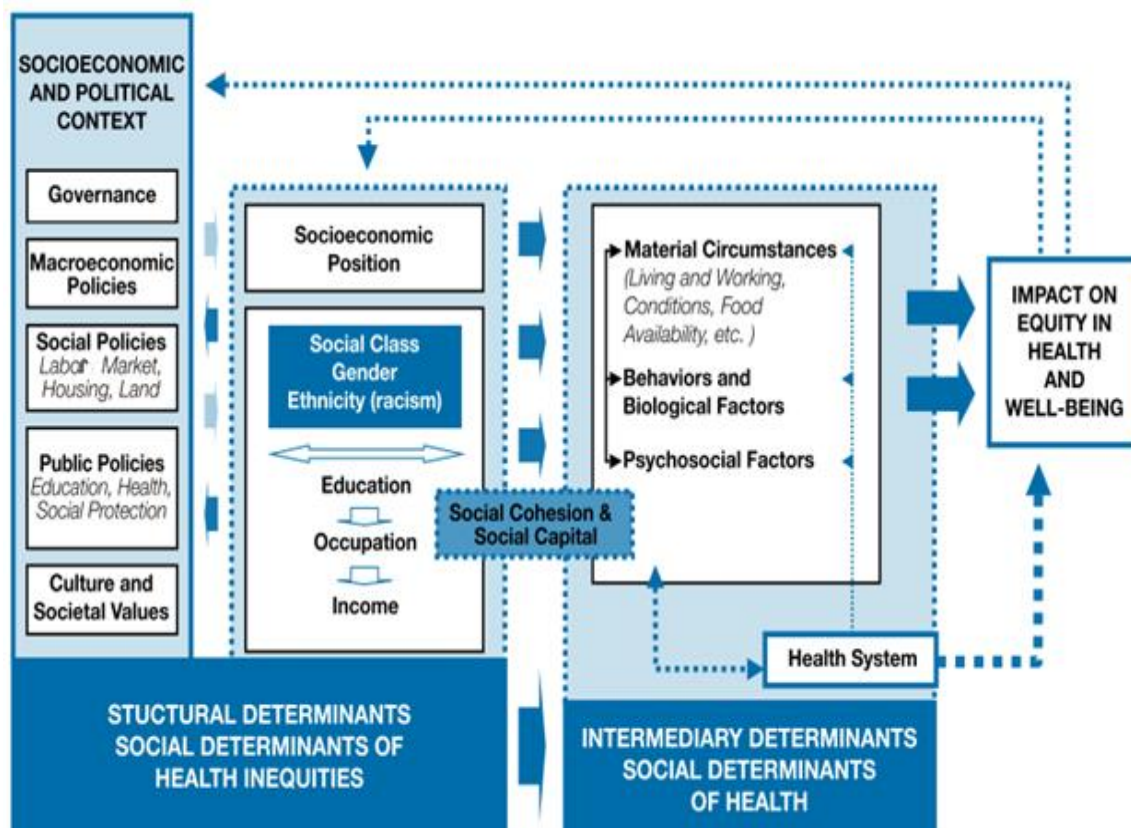 SOCIOECONOMIC
AND POLITICAL
CONTEXT
Governance
Macroeconomic
Policies
Social Policies
Labor Market,
Housing, Land
Public Policies
Education, Health,
Social Protection
Culture and
Societal Values
Socioeconomic
Position
Social Class
Gender
Ethnicity (racism)
Education
Occupation
Income
Social Cohesion &
Social Capital
Material Circumstances
(Living and Working,
Conditions, Food
Availability, etc. )
Behaviors and
Biological Factors
Psychosocial Factors
Health System
IMPACT ON
EQUITY IN
HEALTH
AND
WELL-BEING
STUCTURAL DETERMINANTS
SOCIAL DETERMINANTS OF
HEALTH INEQUITIES
INTERMEDIARY DETERMINANTS
SOCIAL DETERMINANTS
OF HEALTH